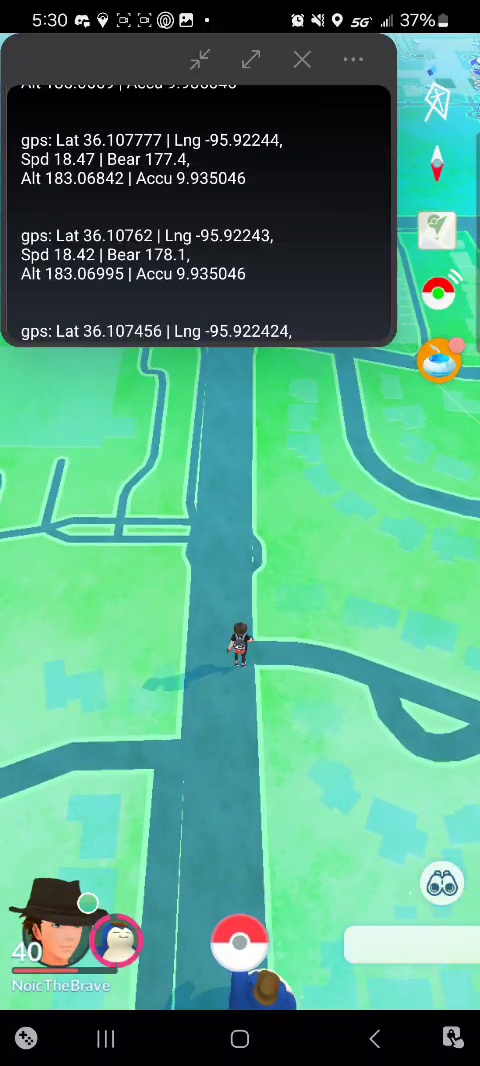 5:30
5G
37%
gps: Lat 36.107777 | Lng -95.92244,
Spd 18.47 | Bear 177.4,
Alt 183.06842 | Accu 9.935046
gps: Lat 36.10762 | Lng -95.92243,
Spd 18.42 | Bear 178.1,
Alt 183.06995 | Accu 9.935046
gps: Lat 36.107456 | Lng -95.922424,
40
NoicTheBrave